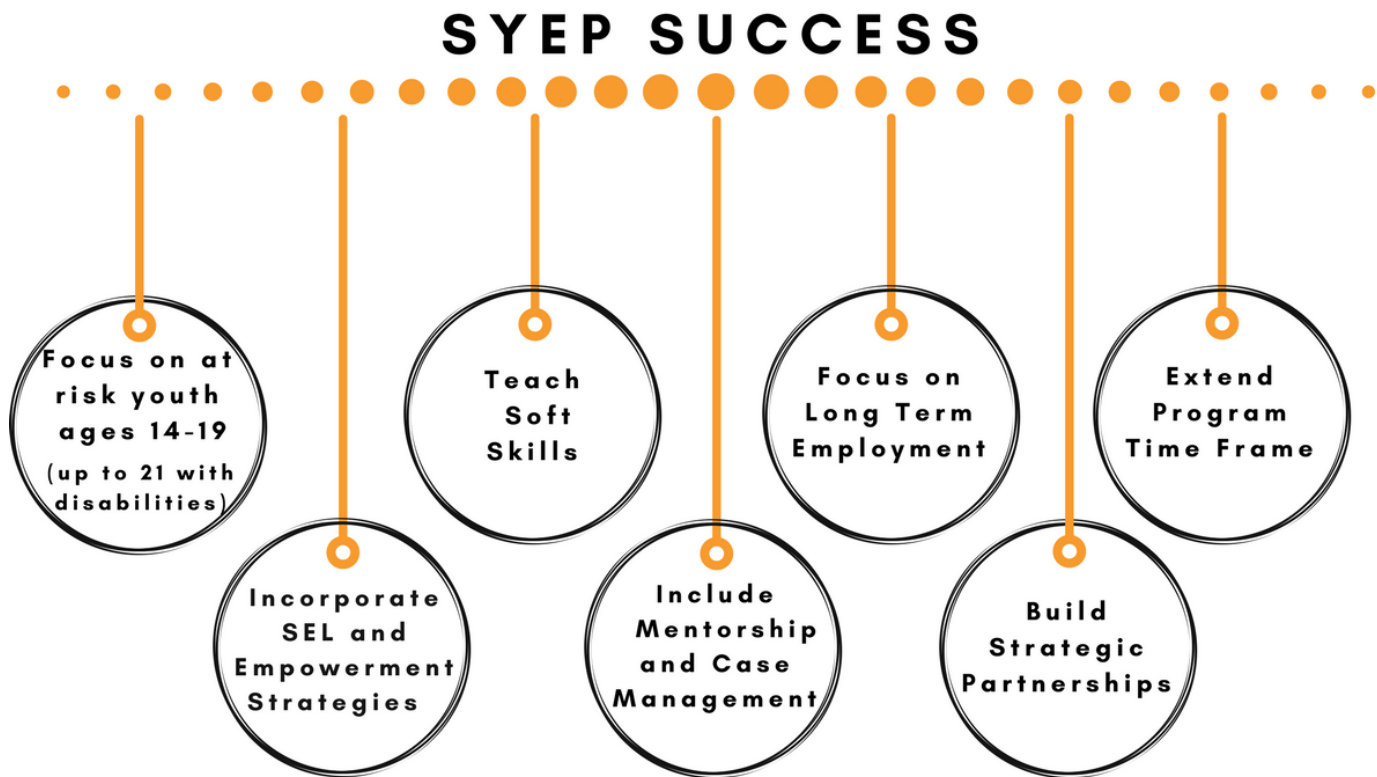 SYEP SUCCESS
Focus on at
risk youth
ages 14-19
(up to 21 with
disabilities)
Incorporate
SEL and
Empowerment
Strategies
Teach
Soft
Skills
Include
Mentorship
and Case
Management
Focus on
Long Term
Employment
Build
Strategic
Partnerships
Extend
Program
Time Frame